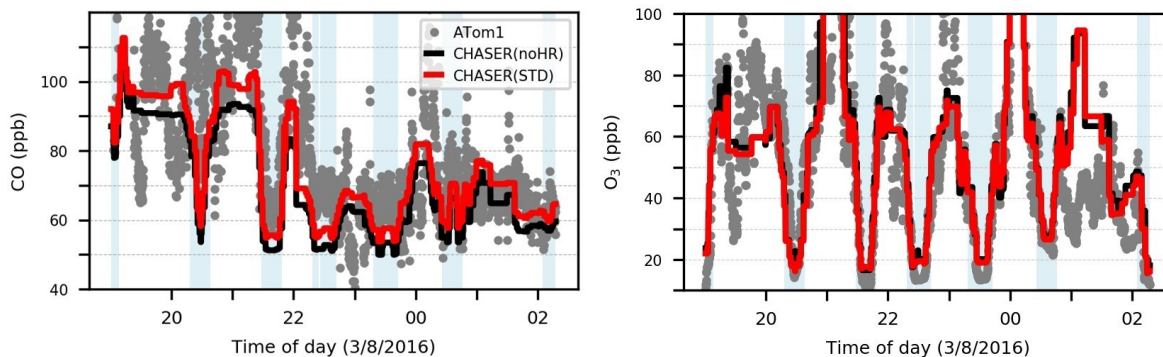 CO (ppb)
100
80
60
40
20
22
00
02
Time of day (3/8/2016)
ATom1
CHASER(noHR)
CHASER(STD)
O₃ (ppb)
100
80
60
40
20
20
22
00
02
Time of day (3/8/2016)